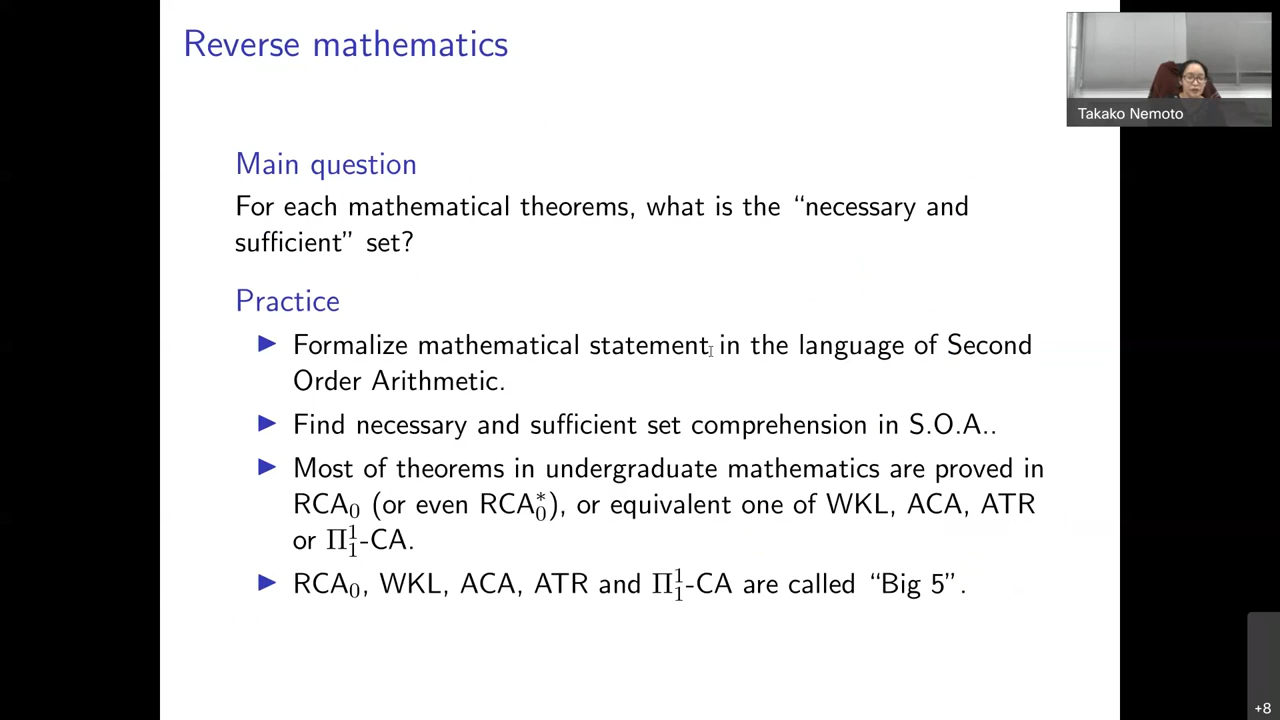 Reverse mathematics
Takako Nemoto
Main question
For each mathematical theorems, what is the “necessary and
sufficient” set?
Practice
▶ Formalize mathematical statement in the language of Second
Order Arithmetic.
▶ Find necessary and sufficient set comprehension in S.O.A..
▶ Most of theorems in undergraduate mathematics are proved in
RCA₀ (or even RCA₀*), or equivalent one of WKL, ACA, ATR
or Π¹₁-CA.
▶ RCA₀, WKL, ACA, ATR and Π¹₁-CA are called “Big 5”.
+8